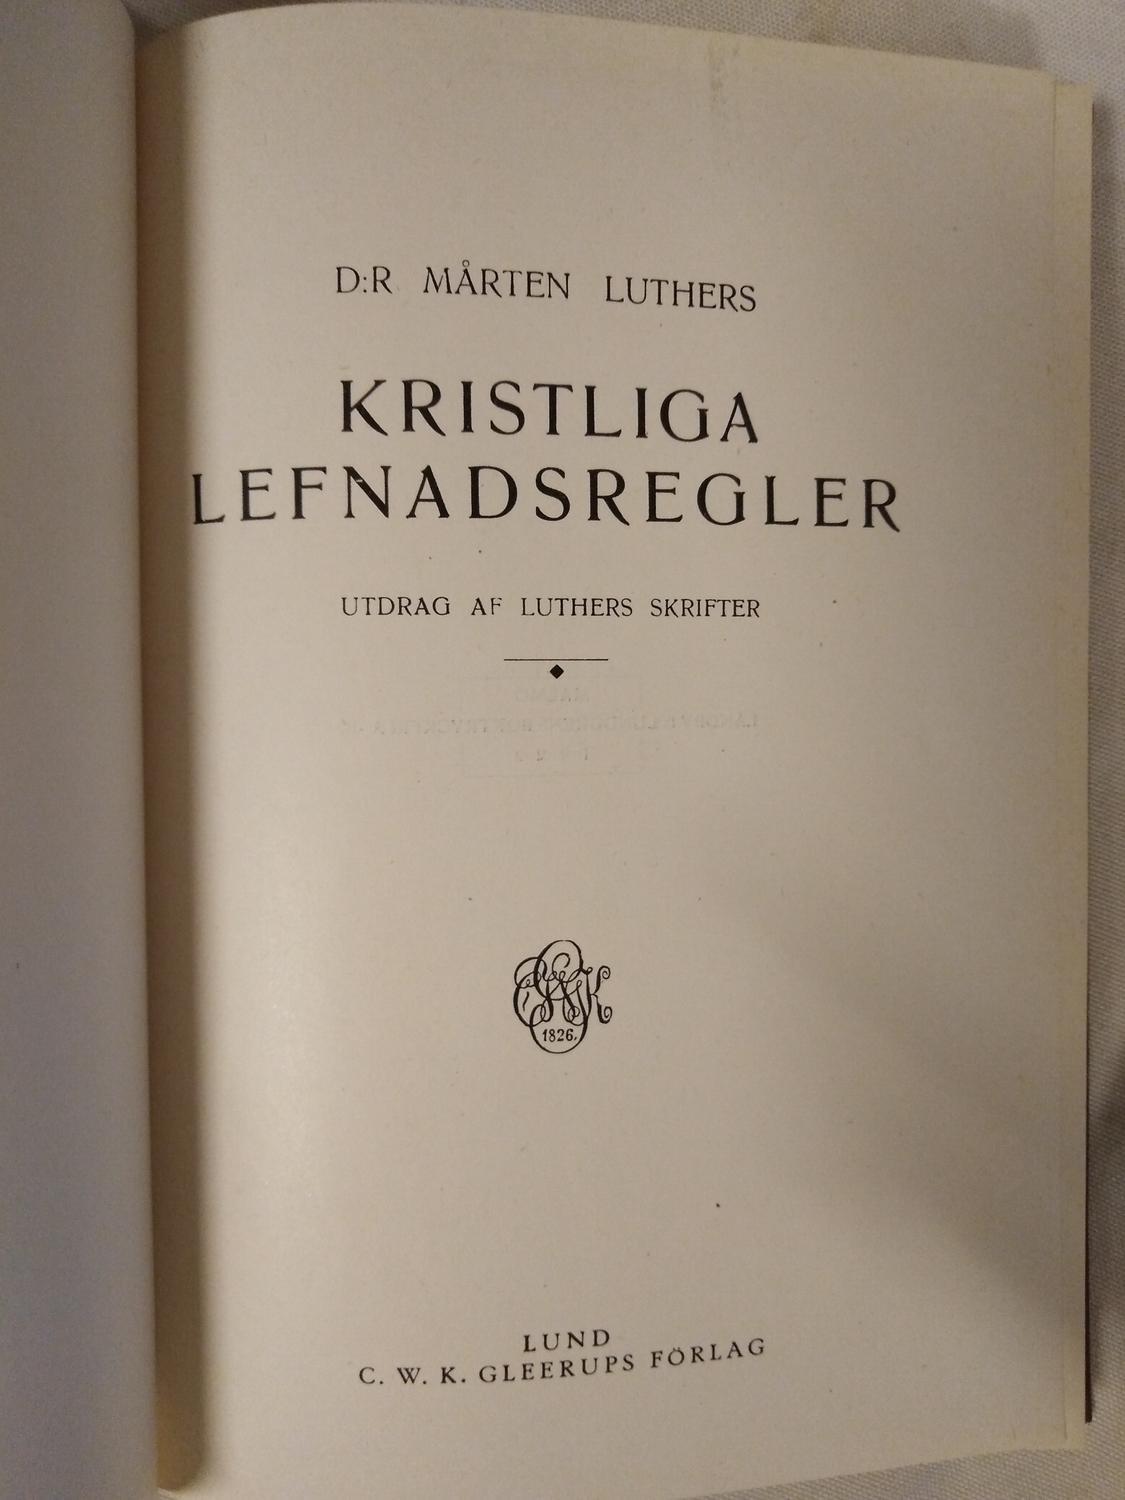 D:R MÅRTEN LUTHERS
KRISTLIGA
LEFNADSREGLER
UTDRAG AF LUTHERS SKRIFTER
1826.
LUND
C. W. K. GLEERUPS FÖRLAG